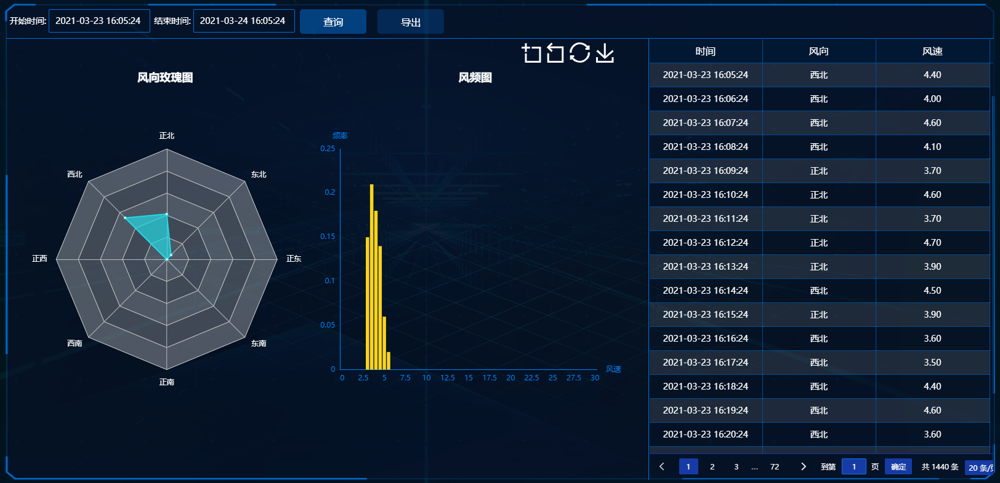 开始时间: 2021-03-23 16:05:24 结束时间: 2021-03-24 16:05:24 查询 导出
风向玫瑰图
正北
东北
正东
东南
正南
西南
正西
西北
风频图
频率
0.25
0.2
0.15
0.1
0.05
0
0 2.5 5 7.5 10 12.5 15 17.5 20 22.5 25 27.5 30
风速
时间 风向 风速
2021-03-23 16:05:24 西北 4.40
2021-03-23 16:06:24 西北 4.00
2021-03-23 16:07:24 西北 4.60
2021-03-23 16:08:24 西北 4.10
2021-03-23 16:09:24 正北 3.70
2021-03-23 16:10:24 正北 4.60
2021-03-23 16:11:24 正北 3.70
2021-03-23 16:12:24 正北 4.70
2021-03-23 16:13:24 正北 3.90
2021-03-23 16:14:24 西北 4.50
2021-03-23 16:15:24 正北 3.90
2021-03-23 16:16:24 西北 3.60
2021-03-23 16:17:24 西北 3.50
2021-03-23 16:18:24 西北 4.40
2021-03-23 16:19:24 西北 4.60
2021-03-23 16:20:24 西北 3.60
1 2 3 … 72 到第 1 页 确定 共 1440 条 20 条/页